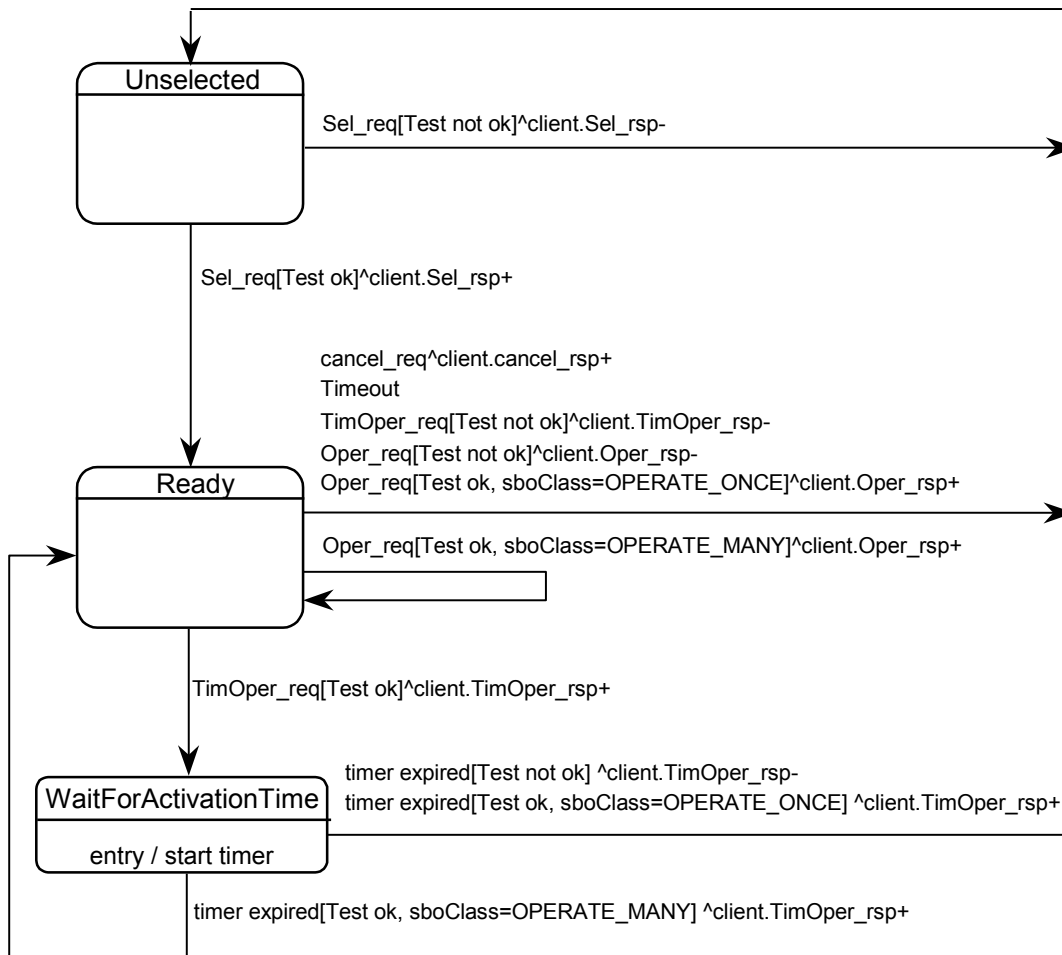 Unselected
Sel_req[Test not ok]^client.Sel_rsp-
Sel_req[Test ok]^client.Sel_rsp+
cancel_req^client.cancel_rsp+
Timeout
TimOper_req[Test not ok]^client.TimOper_rsp-
Oper_req[Test not ok]^client.Oper_rsp-
Oper_req[Test ok, sboClass=OPERATE_ONCE]^client.Oper_rsp+
Ready
Oper_req[Test ok, sboClass=OPERATE_MANY]^client.Oper_rsp+
TimOper_req[Test ok]^client.TimOper_rsp+
timer expired[Test not ok] ^client.TimOper_rsp-
timer expired[Test ok, sboClass=OPERATE_ONCE] ^client.TimOper_rsp+
WaitForActivationTime
entry / start timer
timer expired[Test ok, sboClass=OPERATE_MANY] ^client.TimOper_rsp+